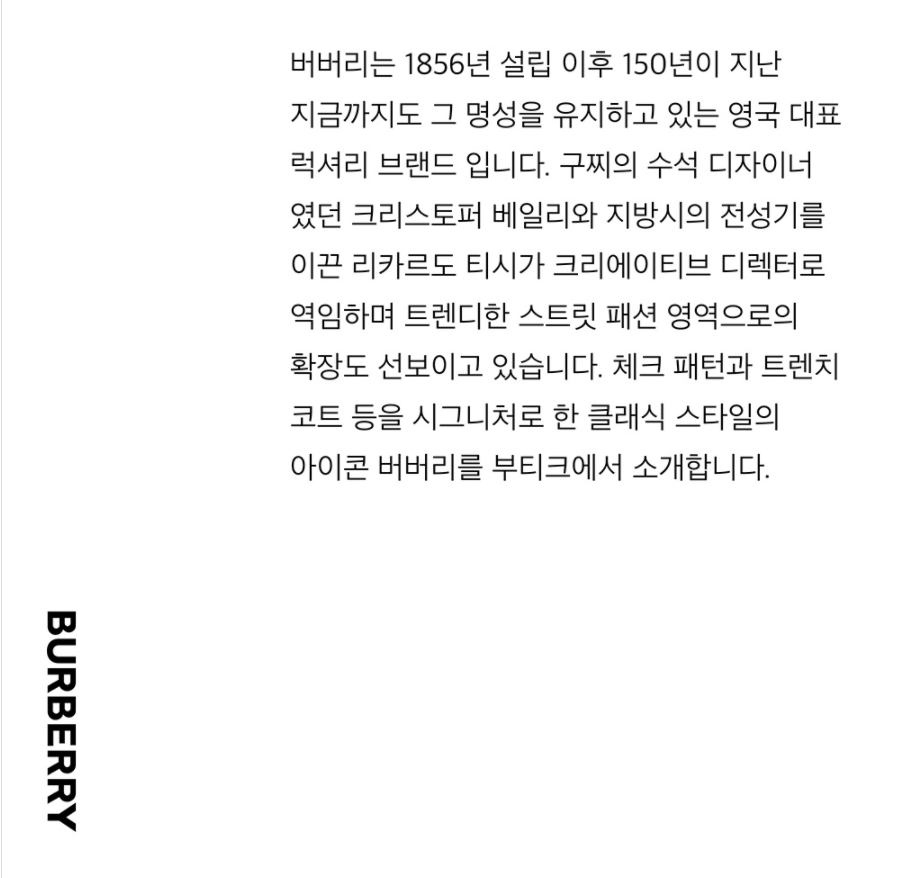 버버리는 1856년 설립 이후 150년이 지난
지금까지도 그 명성을 유지하고 있는 영국 대표
럭셔리 브랜드 입니다. 구찌의 수석 디자이너
였던 크리스토퍼 베일리와 지방시의 전성기를
이끈 리카르도 티시가 크리에이티브 디렉터로
역임하며 트렌디한 스트릿 패션 영역으로의
확장도 선보이고 있습니다. 체크 패턴과 트렌치
코트 등을 시그니처로 한 클래식 스타일의
아이콘 버버리를 부티크에서 소개합니다.
BURBERRY